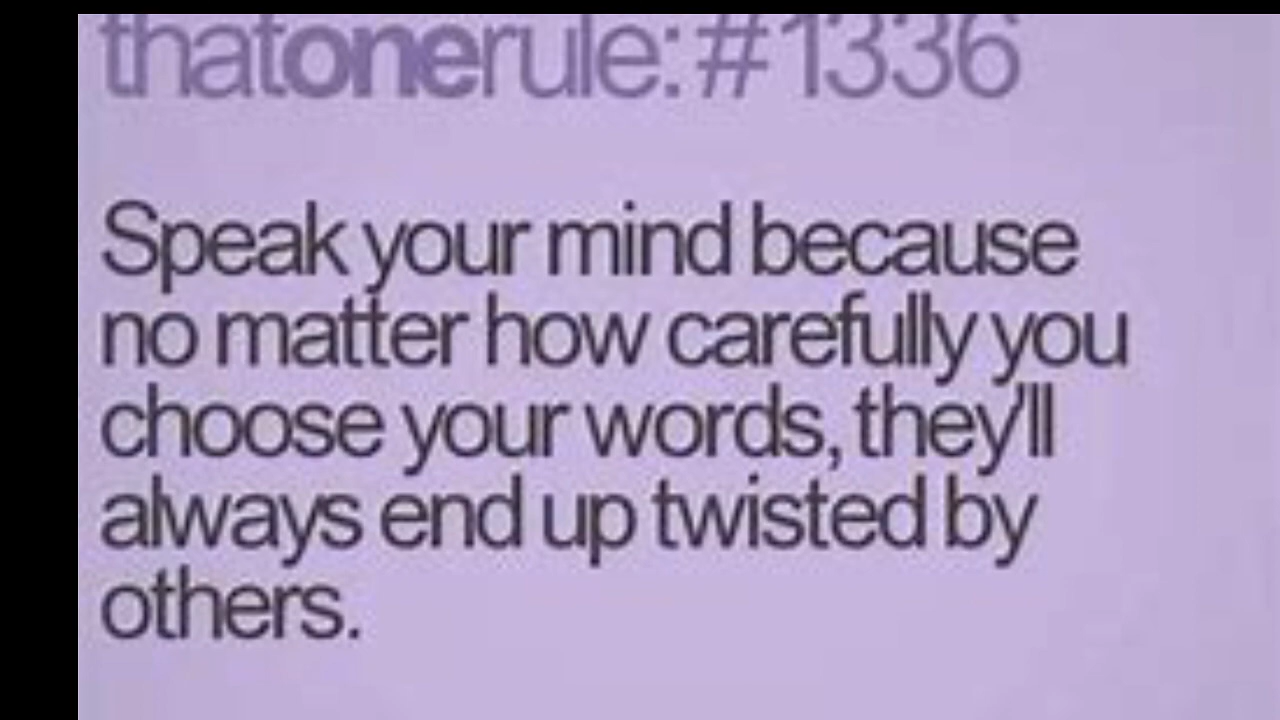 thatonerule: #1336
Speak your mind because
no matter how carefully you
choose your words, they'll
always end up twisted by
others.